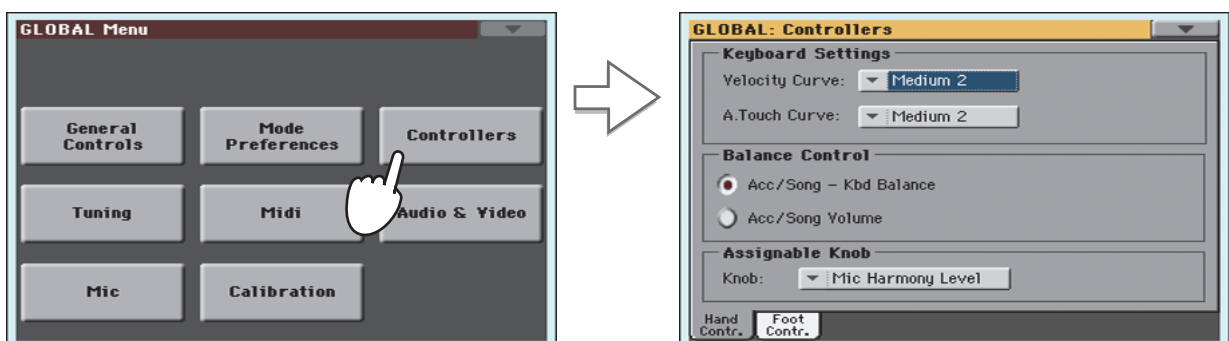 GLOBAL Menu
General
Controls
Mode
Preferences
Controllers
Tuning
Midi
Audio & Video
Mic
Calibration
GLOBAL: Controllers
Keyboard Settings
Velocity Curve: Medium 2
A.Touch Curve: Medium 2
Balance Control
Acc/Song - Kbd Balance
Acc/Song Volume
Assignable Knob
Knob: Mic Harmony Level
Hand
Contr.
Foot
Contr.